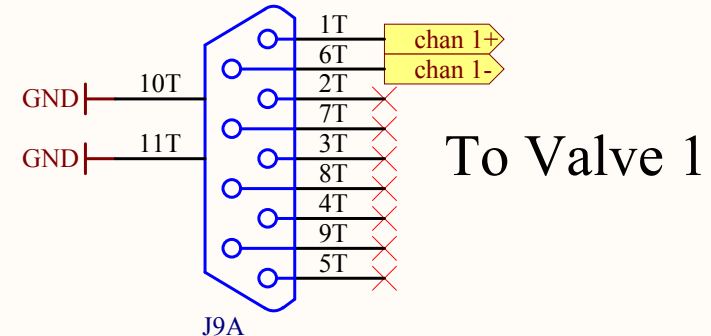 1T
chan 1+
6T
chan 1-
10T
2T
GND
7T
11T
3T
To Valve 1
GND
8T
4T
9T
5T
J9A